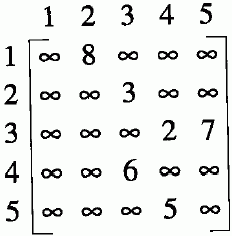 1 2 3 4 5
1 ∞ 8 ∞ ∞ ∞
2 ∞ ∞ 3 ∞ ∞
3 ∞ ∞ ∞ 2 7
4 ∞ ∞ 6 ∞ ∞
5 ∞ ∞ ∞ 5 ∞